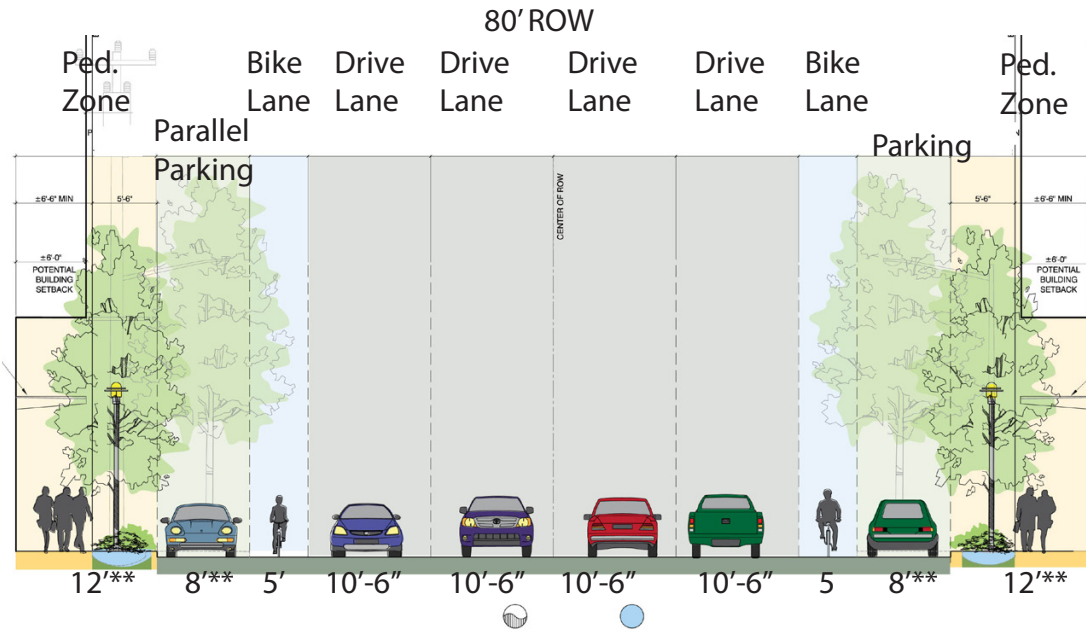 80' ROW
Ped.
Zone
Bike
Lane
Drive
Lane
Drive
Lane
Drive
Lane
Drive
Lane
Bike
Lane
Ped.
Zone
Parallel
Parking
Parking
P
±6'-6" MIN
5'-6"
CENTER OF ROW
5'-6"
±6'-6" MIN
±6'-0"
POTENTIAL
BUILDING
SETBACK
±6'-0"
POTENTIAL
BUILDING
SETBACK
12'**
8'**
5'
10'-6”
10'-6”
10'-6”
10'-6”
5
8'**
12'**